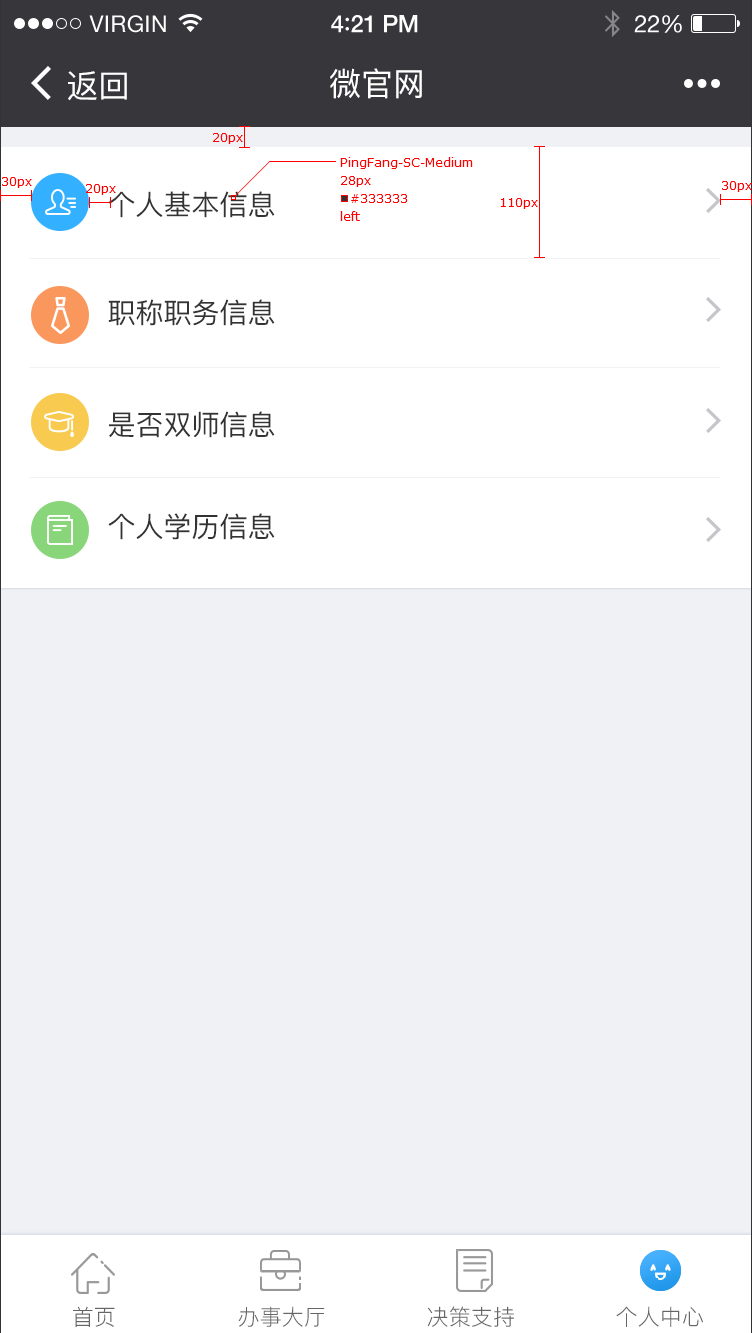 VIRGIN 4:21 PM 22%
返回 微官网
20px
30px 20px 个人基本信息 PingFang-SC-Medium 110px 30px
28px
#333333
left
职称职务信息
是否双师信息
个人学历信息
首页 办事大厅 决策支持 个人中心